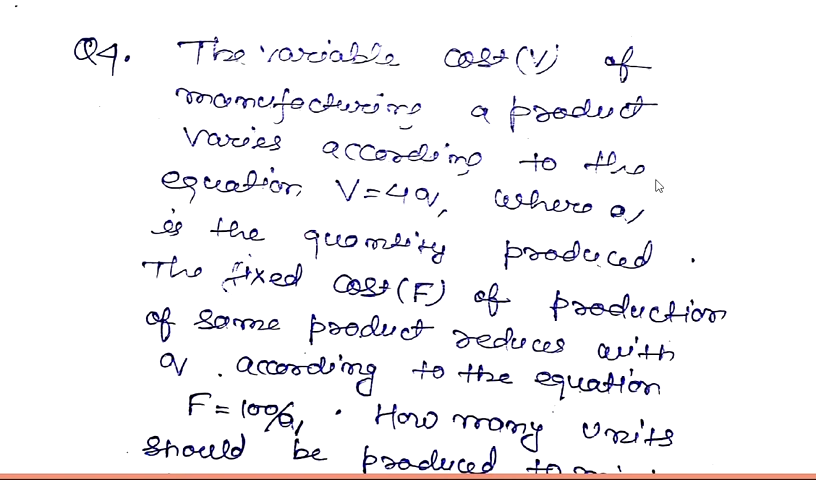 Q4. The variable cost (V) of
manufacturing a product
varies according to the
equation V=4q, where q,
is the quantity produced.
The fixed cost (F) of production
of same product reduces with
q. according to the equation
F = 100/q, . How many units
should be produced to